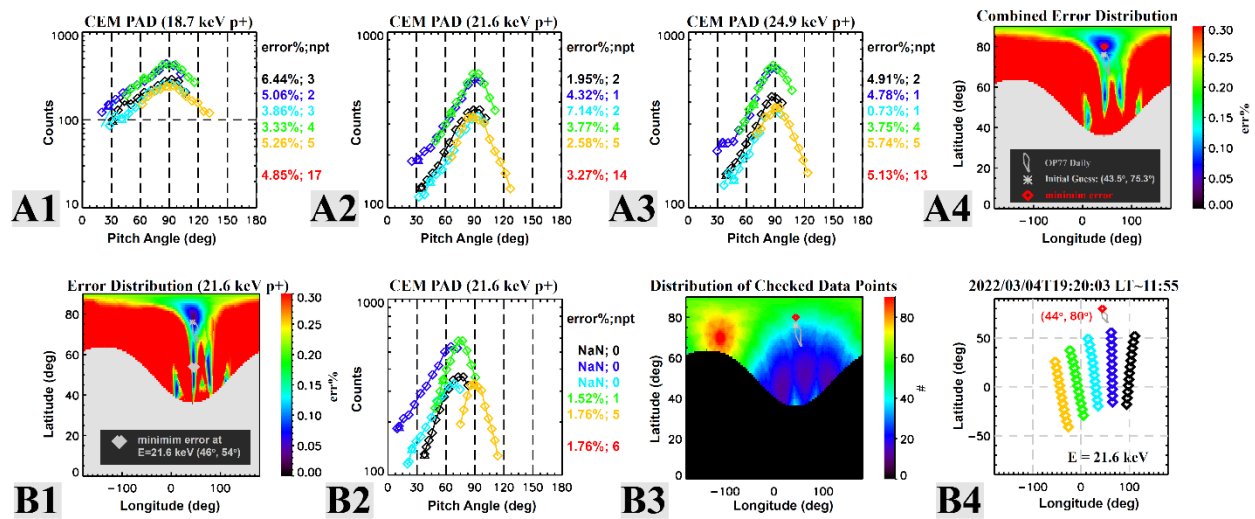 CEM PAD (18.7 keV p+)
1000
100
10
Counts
0 30 60 90 120 150 180
Pitch Angle (deg)
error%; npt
6.44%; 3
5.06%; 2
3.86%; 3
3.33%; 4
5.26%; 5
4.85%; 17
A1
CEM PAD (21.6 keV p+)
1000
100
Counts
0 30 60 90 120 150 180
Pitch Angle (deg)
error%; npt
1.95%; 2
4.32%; 1
7.14%; 2
3.77%; 4
2.58%; 5
3.27%; 14
A2
CEM PAD (24.9 keV p+)
1000
100
Counts
0 30 60 90 120 150 180
Pitch Angle (deg)
error%; npt
4.91%; 2
4.78%; 1
0.73%; 1
3.75%; 4
5.74%; 5
5.13%; 13
A3
Combined Error Distribution
80
60
40
20
0
Latitude (deg)
−100 0 100
Longitude (deg)
OP77 Daily
Initial Guess: (43.5°, 75.3°)
minimum error
0.30
0.25
0.20
0.15
0.10
0.05
0.00
err%
A4
Error Distribution (21.6 keV p+)
80
60
40
20
0
Latitude (deg)
−100 0 100
Longitude (deg)
minimim error at
E=21.6 keV (46°, 54°)
0.30
0.25
0.20
0.15
0.10
0.05
0.00
err%
B1
CEM PAD (21.6 keV p+)
1000
100
Counts
0 30 60 90 120 150 180
Pitch Angle (deg)
error%;npt
NaN; 0
NaN; 0
NaN; 0
1.52%; 1
1.76%; 5
1.76%; 6
B2
Distribution of Checked Data Points
80
60
40
20
0
Latitude (deg)
−100 0 100
Longitude (deg)
80
60
40
20
0
#
B3
2022/03/04T19:20:03 LT~11:55
(44°, 80°)
50
0
−50
Latitude (deg)
−100 0 100
Longitude (deg)
E = 21.6 keV
B4